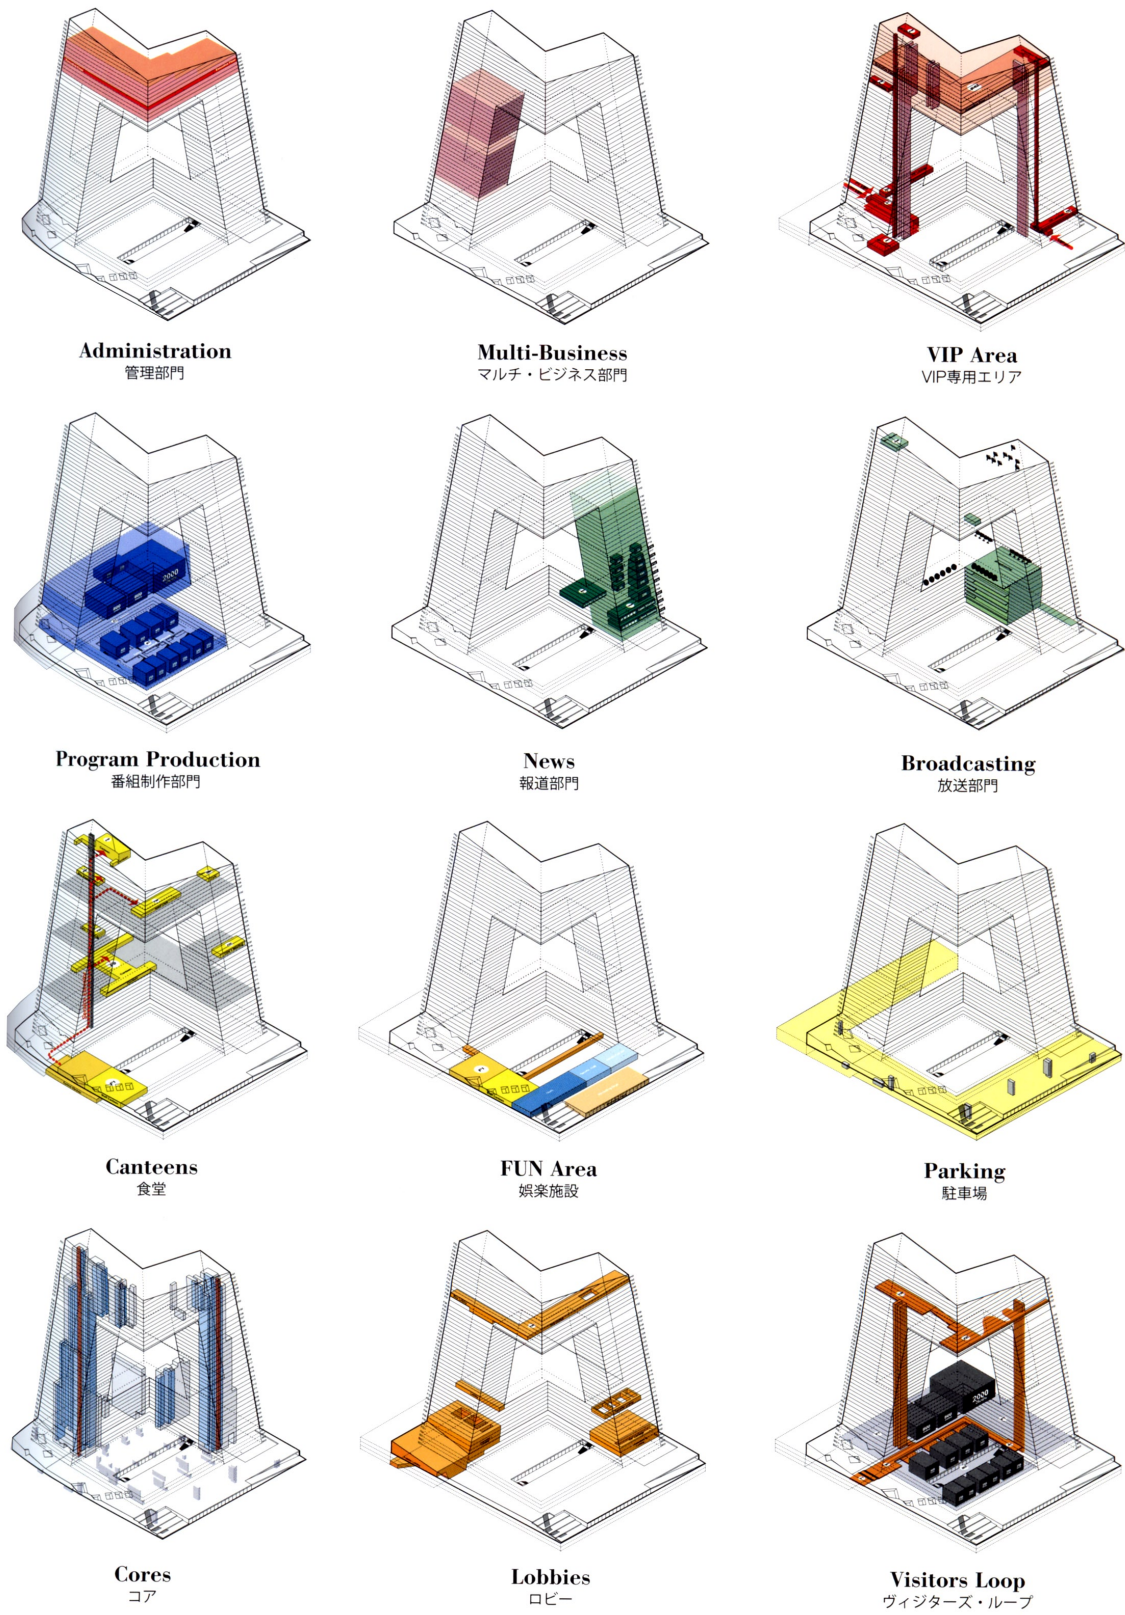 Administration
管理部門
Multi-Business
マルチ・ビジネス部門
VIP Area
VIP専用エリア
2000
Program Production
番組制作部門
News
報道部門
Broadcasting
放送部門
Canteens
食堂
FUN Area
娯楽施設
Parking
駐車場
2000
Cores
コア
Lobbies
ロビー
Visitors Loop
ヴィジターズ・ループ